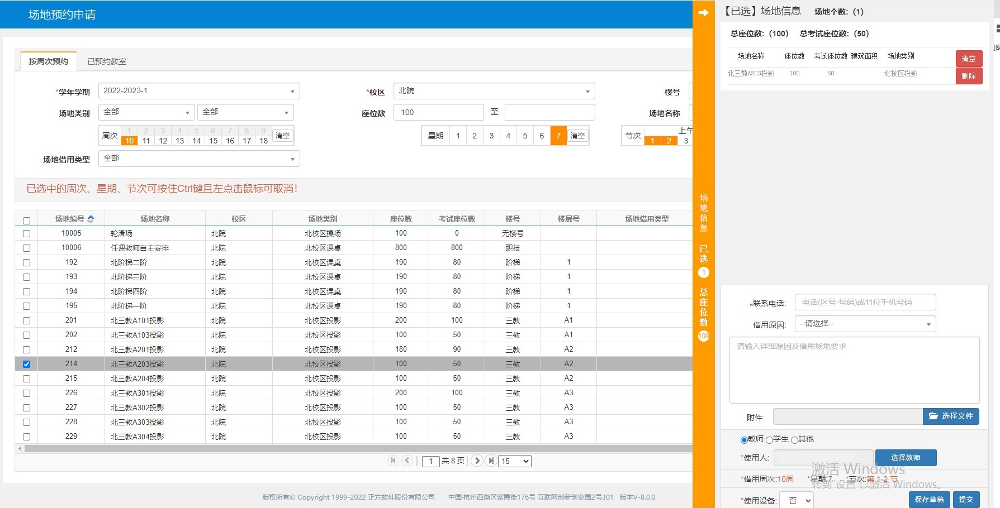 场地预约申请
按周次预约 已预约教室
*学年学期 2022-2023-1 *校区 北院 楼号
场地类别 全部 全部 座位数 100 至 场地名称
周次 1 2 3 4 5 6 7 8 9 清空 星期 1 2 3 4 5 6 7 清空 节次 上午
10 11 12 13 14 15 16 17 18 1 2 3
场地借用类型 全部
已选中的周次、星期、节次可按住Ctrl键且左点击鼠标可取消!
场地编号 场地名称 校区 场地类别 座位数 考试座位数 楼号 楼层号 场地借用类型
10005 轮滑场 北院 北校区操场 100 0 无楼号
10006 任课教师自主安排 北院 北校区课桌 800 800 职技
192 北阶梯二阶 北院 北校区课桌 190 80 阶梯 1
193 北阶梯三阶 北院 北校区课桌 190 80 阶梯 1
194 北阶梯四阶 北院 北校区课桌 190 80 阶梯 1
195 北阶梯一阶 北院 北校区课桌 190 80 阶梯 1
201 北三教A101投影 北院 北校区投影 200 100 三教 A1
202 北三教A103投影 北院 北校区投影 100 50 三教 A1
212 北三教A201投影 北院 北校区投影 180 90 三教 A2
214 北三教A203投影 北院 北校区投影 100 50 三教 A2
215 北三教A204投影 北院 北校区投影 100 50 三教 A2
226 北三教A301投影 北院 北校区投影 200 100 三教 A3
227 北三教A302投影 北院 北校区投影 100 50 三教 A3
228 北三教A303投影 北院 北校区投影 100 50 三教 A3
229 北三教A304投影 北院 北校区投影 100 50 三教 A3
1 共 8 页 15
版权所有© Copyright 1999-2022 正方软件股份有限公司 中国·杭州西湖区紫霞街176号 互联网创新创业园2号301 版本V-8.0.0
场地信息 已选 1 总座位数 100
【已选】场地信息 场地个数:(1)
总座位数:(100) 总考试座位数:(50)
场地名称 座位数 考试座位数 建筑面积 场地类别 清空
北三教A203投影 100 50 北校区投影 删除
*联系电话: 电话(区号-号码)或11位手机号码
借用原因: --请选择--
请输入详细原因及借用场地要求
附件: 选择文件
教师 学生 其他
*使用人: 选择教师
激活 Windows
*借用周次:10周 *星期:7 *节次:第 1-2 节
转到"设置"以激活 Windows。
*使用设备: 否 保存草稿 提交